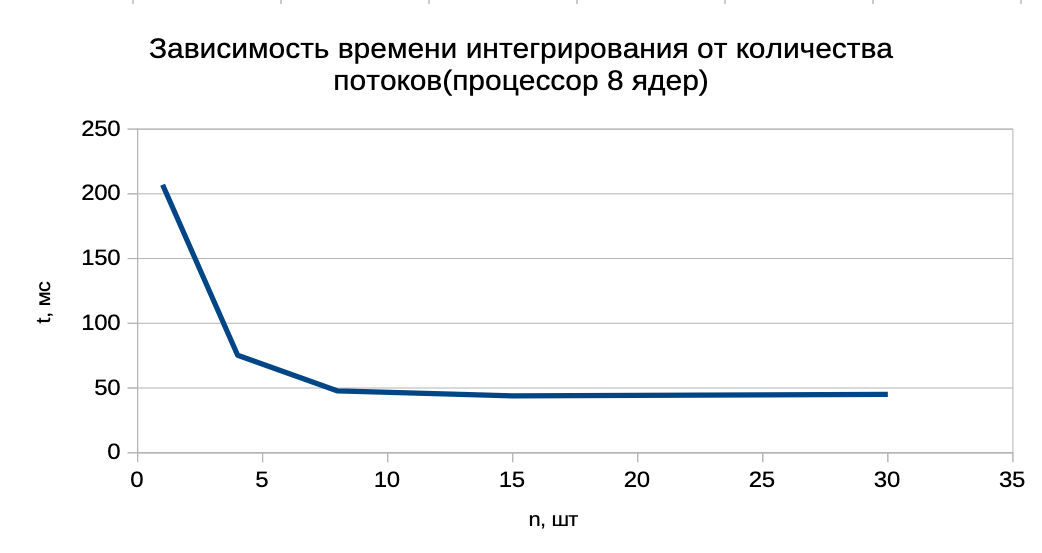 Зависимость времени интегрирования от количества
потоков(процессор 8 ядер)
250
200
150
100
50
0
t, мс
0 5 10 15 20 25 30 35
n, шт